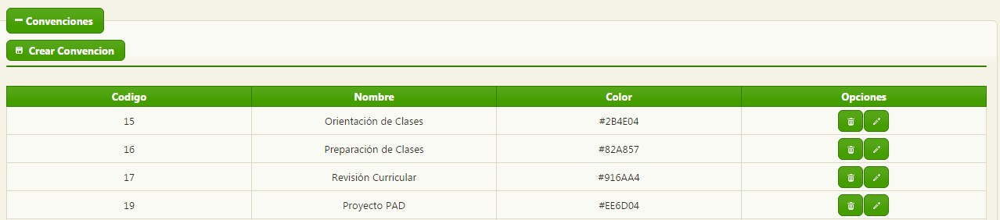 Convenciones
Crear Convencion
Codigo Nombre Color Opciones
15 Orientación de Clases #2B4E04
16 Preparación de Clases #82A857
17 Revisión Curricular #916AA4
19 Proyecto PAD #EE6D04